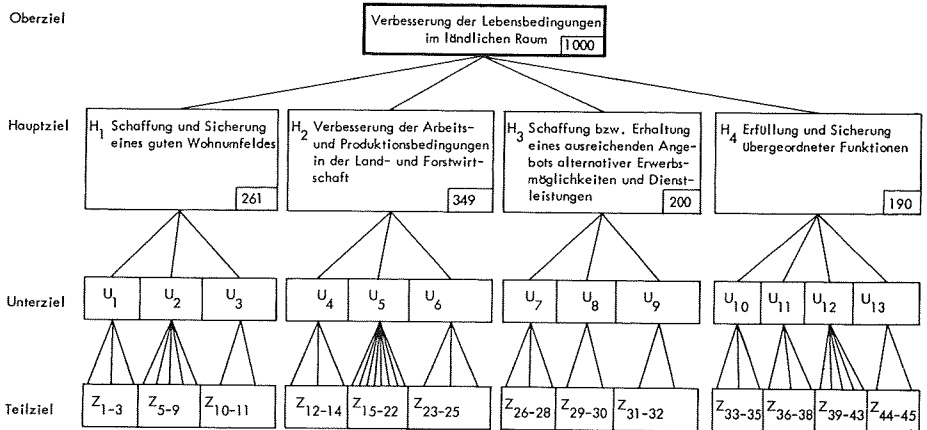 Oberziel
Verbesserung der Lebensbedingungen
im ländlichen Raum
1000
Hauptziel
H1 Schaffung und Sicherung
eines guten Wohnumfeldes
261
H2 Verbesserung der Arbeits-
und Produktionsbedingungen
in der Land- und Forstwirt-
schaft
349
H3 Schaffung bzw. Erhaltung
eines ausreichenden Ange-
bots alternativer Erwerbs-
möglichkeiten und Dienst-
leistungen
200
H4 Erfüllung und Sicherung
Übergeordneter Funktionen
190
Unterziel
U1 U2 U3 U4 U5 U6 U7 U8 U9 U10 U11 U12 U13
Teilziel
Z1-3 Z5-9 Z10-11 Z12-14 Z15-22 Z23-25 Z26-28 Z29-30 Z31-32 Z33-35 Z36-38 Z39-43 Z44-45